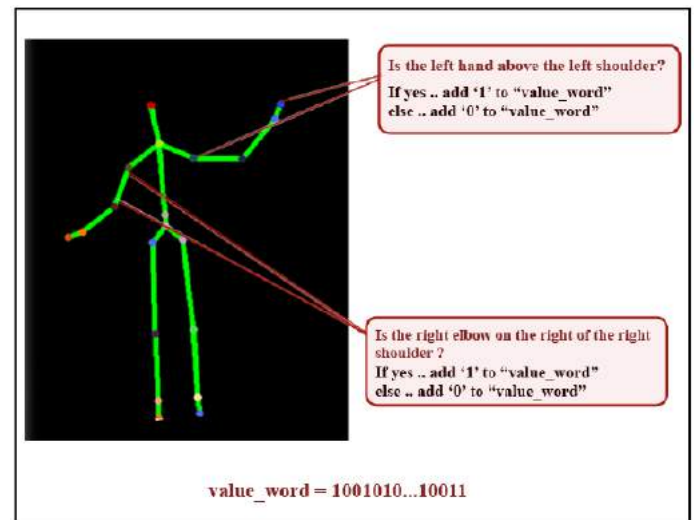 Is the left hand above the left shoulder?
If yes .. add ‘1’ to “value_word”
else .. add ‘0’ to “value_word”
Is the right elbow on the right of the right
shoulder ?
If yes .. add ‘1’ to “value_word”
else .. add ‘0’ to “value_word”
value_word = 1001010...10011